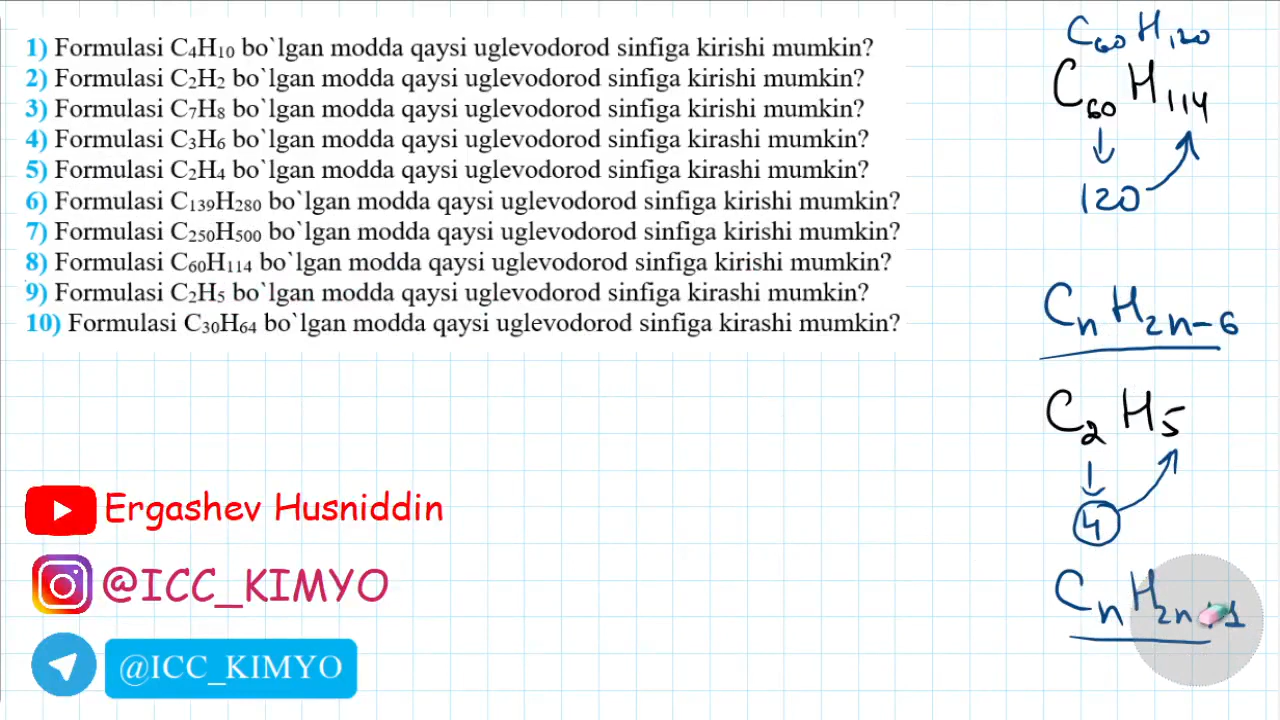 1) Formulasi C₄H₁₀ bo`lgan modda qaysi uglevodorod sinfiga kirishi mumkin?
2) Formulasi C₂H₂ bo`lgan modda qaysi uglevodorod sinfiga kirishi mumkin?
3) Formulasi C₇H₈ bo`lgan modda qaysi uglevodorod sinfiga kirishi mumkin?
4) Formulasi C₃H₆ bo`lgan modda qaysi uglevodorod sinfiga kirashi mumkin?
5) Formulasi C₂H₄ bo`lgan modda qaysi uglevodorod sinfiga kirashi mumkin?
6) Formulasi C₁₃₉H₂₈₀ bo`lgan modda qaysi uglevodorod sinfiga kirishi mumkin?
7) Formulasi C₂₅₀H₅₀₀ bo`lgan modda qaysi uglevodorod sinfiga kirishi mumkin?
8) Formulasi C₆₀H₁₁₄ bo`lgan modda qaysi uglevodorod sinfiga kirishi mumkin?
9) Formulasi C₂H₅ bo`lgan modda qaysi uglevodorod sinfiga kirashi mumkin?
10) Formulasi C₃₀H₆₄ bo`lgan modda qaysi uglevodorod sinfiga kirashi mumkin?
C₆₀H₁₂₀
C₆₀H₁₁₄
120
CₙH₂ₙ₋₆
C₂H₅
4
CₙH₂ₙ₊₁
Ergashev Husniddin
@ICC_KIMYO
@ICC_KIMYO